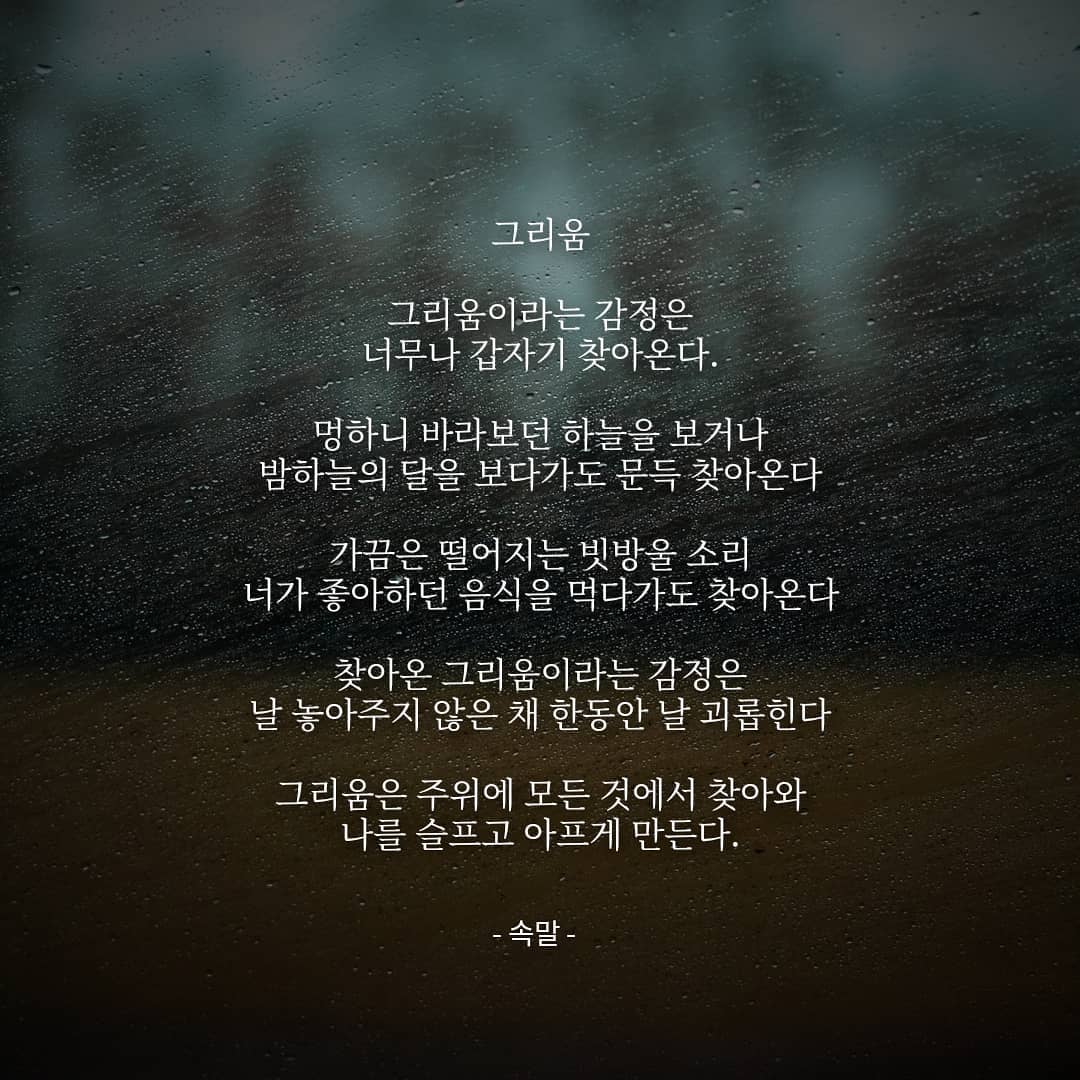 그리움
그리움이라는 감정은
너무나 갑자기 찾아온다.
멍하니 바라보던 하늘을 보거나
밤하늘의 달을 보다가도 문득 찾아온다
가끔은 떨어지는 빗방울 소리
너가 좋아하던 음식을 먹다가도 찾아온다
찾아온 그리움이라는 감정은
날 놓아주지 않은 채 한동안 날 괴롭힌다
그리움은 주위에 모든 것에서 찾아와
나를 슬프고 아프게 만든다.
- 속말 -